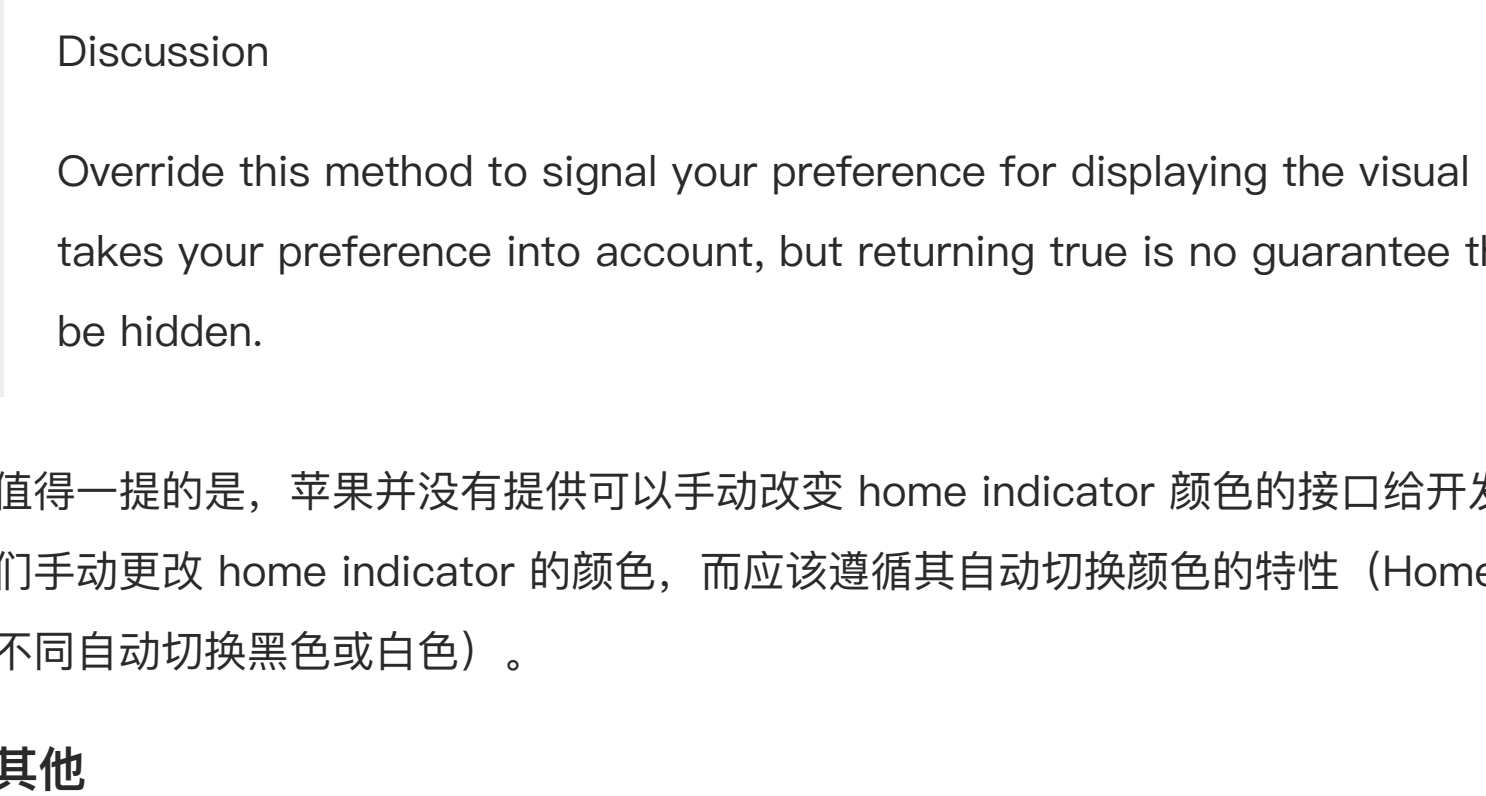 Discussion
Override this method to signal your preference for displaying the visual
takes your preference into account, but returning true is no guarantee
be hidden.
值得一提的是，苹果并没有提供可以手动改变 home indicator 颜色的接口给开
们手动更改 home indicator 的颜色，而应该遵循其自动切换颜色的特性（Home
不同自动切换黑色或白色）。
其他